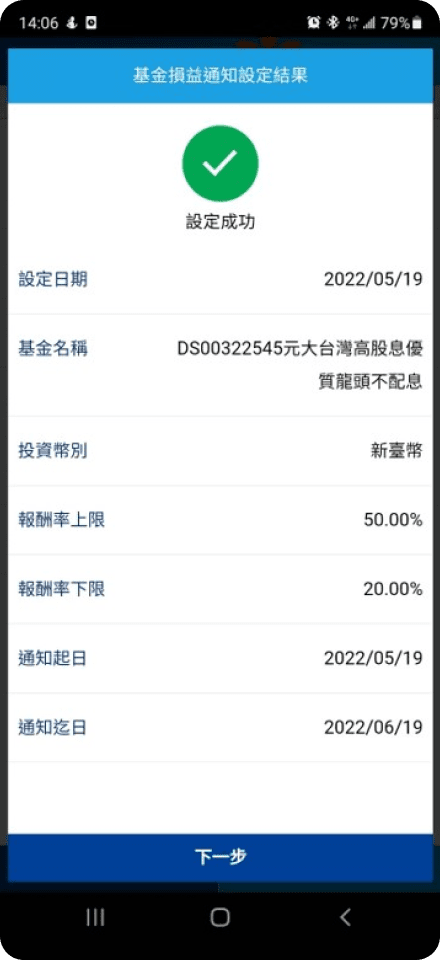 14:06
4G+
79%
基金損益通知設定結果
設定成功
設定日期
2022/05/19
基金名稱
DS00322545元大台灣高股息優
質龍頭不配息
投資幣別
新臺幣
報酬率上限
50.00%
報酬率下限
20.00%
通知起日
2022/05/19
通知迄日
2022/06/19
下一步